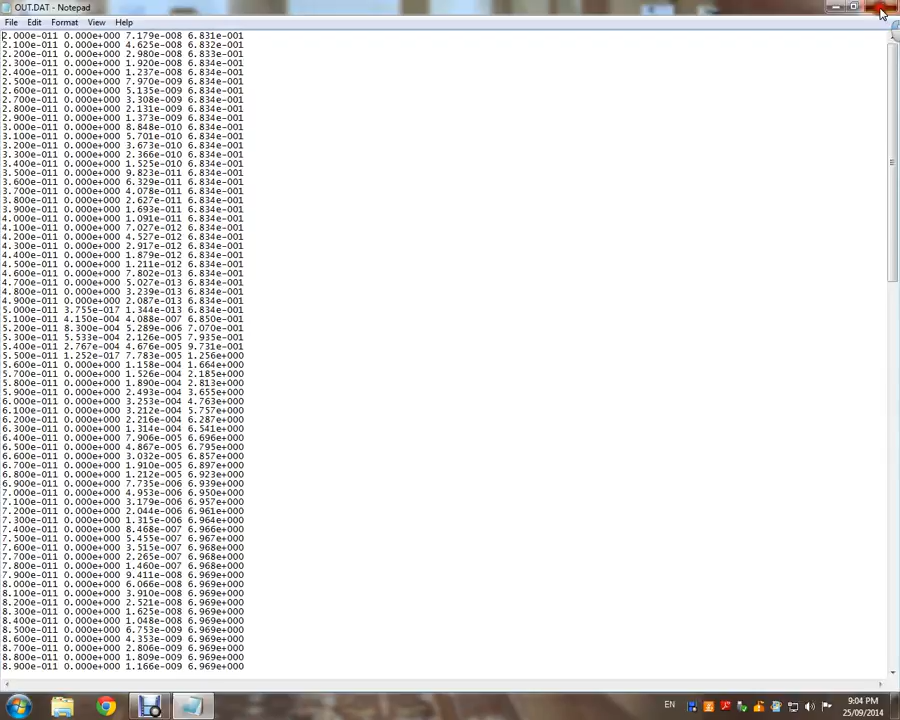 OUT.DAT - Notepad
File Edit Format View Help
2.000e-011 0.000e+000 7.179e-008 6.831e-001
2.100e-011 0.000e+000 4.625e-008 6.832e-001
2.200e-011 0.000e+000 2.980e-008 6.833e-001
2.300e-011 0.000e+000 1.920e-008 6.834e-001
2.400e-011 0.000e+000 1.237e-008 6.834e-001
2.500e-011 0.000e+000 7.970e-009 6.834e-001
2.600e-011 0.000e+000 5.135e-009 6.834e-001
2.700e-011 0.000e+000 3.308e-009 6.834e-001
2.800e-011 0.000e+000 2.131e-009 6.834e-001
2.900e-011 0.000e+000 1.373e-009 6.834e-001
3.000e-011 0.000e+000 8.848e-010 6.834e-001
3.100e-011 0.000e+000 5.701e-010 6.834e-001
3.200e-011 0.000e+000 3.673e-010 6.834e-001
3.300e-011 0.000e+000 2.366e-010 6.834e-001
3.400e-011 0.000e+000 1.525e-010 6.834e-001
3.500e-011 0.000e+000 9.823e-011 6.834e-001
3.600e-011 0.000e+000 6.329e-011 6.834e-001
3.700e-011 0.000e+000 4.078e-011 6.834e-001
3.800e-011 0.000e+000 2.627e-011 6.834e-001
3.900e-011 0.000e+000 1.693e-011 6.834e-001
4.000e-011 0.000e+000 1.091e-011 6.834e-001
4.100e-011 0.000e+000 7.027e-012 6.834e-001
4.200e-011 0.000e+000 4.527e-012 6.834e-001
4.300e-011 0.000e+000 2.917e-012 6.834e-001
4.400e-011 0.000e+000 1.879e-012 6.834e-001
4.500e-011 0.000e+000 1.211e-012 6.834e-001
4.600e-011 0.000e+000 7.802e-013 6.834e-001
4.700e-011 0.000e+000 5.027e-013 6.834e-001
4.800e-011 0.000e+000 3.239e-013 6.834e-001
4.900e-011 0.000e+000 2.087e-013 6.834e-001
5.000e-011 3.755e-017 1.344e-013 6.834e-001
5.100e-011 4.150e-004 4.088e-007 6.850e-001
5.200e-011 8.300e-004 5.289e-006 7.070e-001
5.300e-011 5.533e-004 2.126e-005 7.935e-001
5.400e-011 2.767e-004 4.676e-005 9.731e-001
5.500e-011 1.252e-017 7.783e-005 1.256e+000
5.600e-011 0.000e+000 1.158e-004 1.664e+000
5.700e-011 0.000e+000 1.526e-004 2.185e+000
5.800e-011 0.000e+000 1.890e-004 2.813e+000
5.900e-011 0.000e+000 2.493e-004 3.655e+000
6.000e-011 0.000e+000 3.253e-004 4.763e+000
6.100e-011 0.000e+000 3.212e-004 5.757e+000
6.200e-011 0.000e+000 2.216e-004 6.287e+000
6.300e-011 0.000e+000 1.314e-004 6.541e+000
6.400e-011 0.000e+000 7.906e-005 6.696e+000
6.500e-011 0.000e+000 4.867e-005 6.795e+000
6.600e-011 0.000e+000 3.032e-005 6.857e+000
6.700e-011 0.000e+000 1.910e-005 6.897e+000
6.800e-011 0.000e+000 1.212e-005 6.923e+000
6.900e-011 0.000e+000 7.735e-006 6.939e+000
7.000e-011 0.000e+000 4.953e-006 6.950e+000
7.100e-011 0.000e+000 3.179e-006 6.957e+000
7.200e-011 0.000e+000 2.044e-006 6.961e+000
7.300e-011 0.000e+000 1.315e-006 6.964e+000
7.400e-011 0.000e+000 8.468e-007 6.966e+000
7.500e-011 0.000e+000 5.455e-007 6.967e+000
7.600e-011 0.000e+000 3.515e-007 6.968e+000
7.700e-011 0.000e+000 2.265e-007 6.968e+000
7.800e-011 0.000e+000 1.460e-007 6.968e+000
7.900e-011 0.000e+000 9.411e-008 6.969e+000
8.000e-011 0.000e+000 6.066e-008 6.969e+000
8.100e-011 0.000e+000 3.910e-008 6.969e+000
8.200e-011 0.000e+000 2.521e-008 6.969e+000
8.300e-011 0.000e+000 1.625e-008 6.969e+000
8.400e-011 0.000e+000 1.048e-008 6.969e+000
8.500e-011 0.000e+000 6.753e-009 6.969e+000
8.600e-011 0.000e+000 4.353e-009 6.969e+000
8.700e-011 0.000e+000 2.806e-009 6.969e+000
8.800e-011 0.000e+000 1.809e-009 6.969e+000
8.900e-011 0.000e+000 1.166e-009 6.969e+000
EN
9:04 PM
25/09/2014